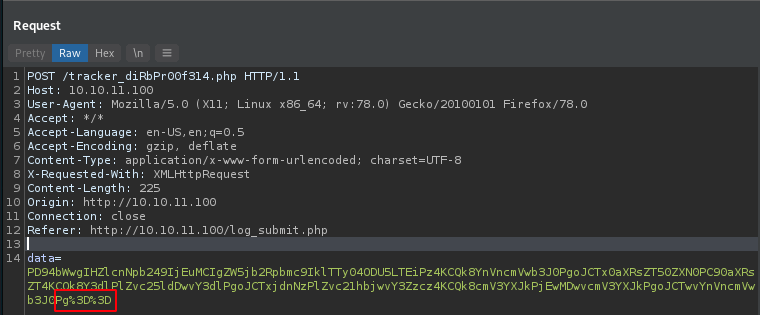 Request
Pretty Raw Hex \n ≡
1 POST /tracker_diRbPr00f314.php HTTP/1.1
2 Host: 10.10.11.100
3 User-Agent: Mozilla/5.0 (X11; Linux x86_64; rv:78.0) Gecko/20100101 Firefox/78.0
4 Accept: */*
5 Accept-Language: en-US,en;q=0.5
6 Accept-Encoding: gzip, deflate
7 Content-Type: application/x-www-form-urlencoded; charset=UTF-8
8 X-Requested-With: XMLHttpRequest
9 Content-Length: 225
10 Origin: http://10.10.11.100
11 Connection: close
12 Referer: http://10.10.11.100/log_submit.php
13
14 data=
PD94bWwgIHZlcnNpb249IjEuMCIgZW5jb2Rpbmc9IklTTy04ODU5LTEiPz4KCQk8YnVncmVwb3J0PgoJCTx0aXRsZT50ZXN0PC90aXRs
ZT4KCQk8Y3dlPlZvc25ldDwvY3dlPgoJCTxjdnNzPlZvc21hbjwvY3Zzcz4KCQk8cmV3YXJkPjEwMDwvcmV3YXJkPgoJCTwvYnVncmVw
b3J0Pg%3D%3D